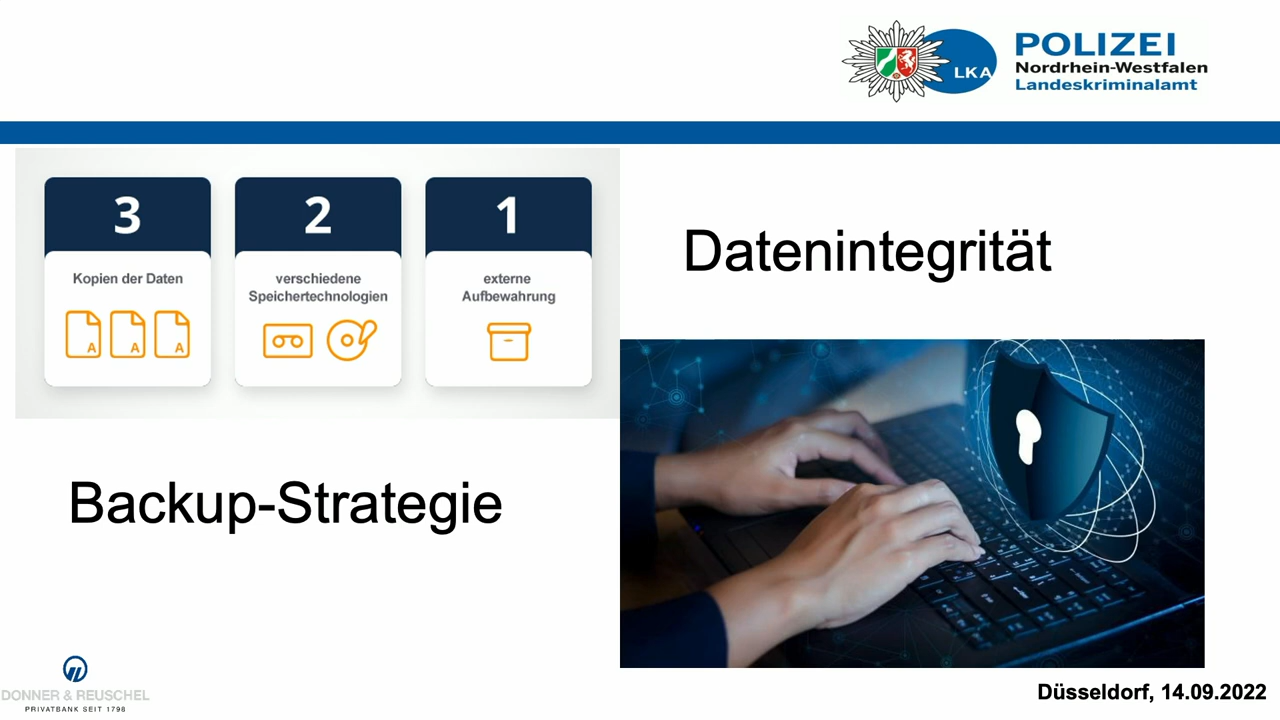 LKA
POLIZEI
Nordrhein-Westfalen
Landeskriminalamt
3
Kopien der Daten
A A A
2
verschiedene
Speichertechnologien
1
externe
Aufbewahrung
Datenintegrität
Backup-Strategie
DONNER & REUSCHEL
PRIVATBANK SEIT 1798
Düsseldorf, 14.09.2022